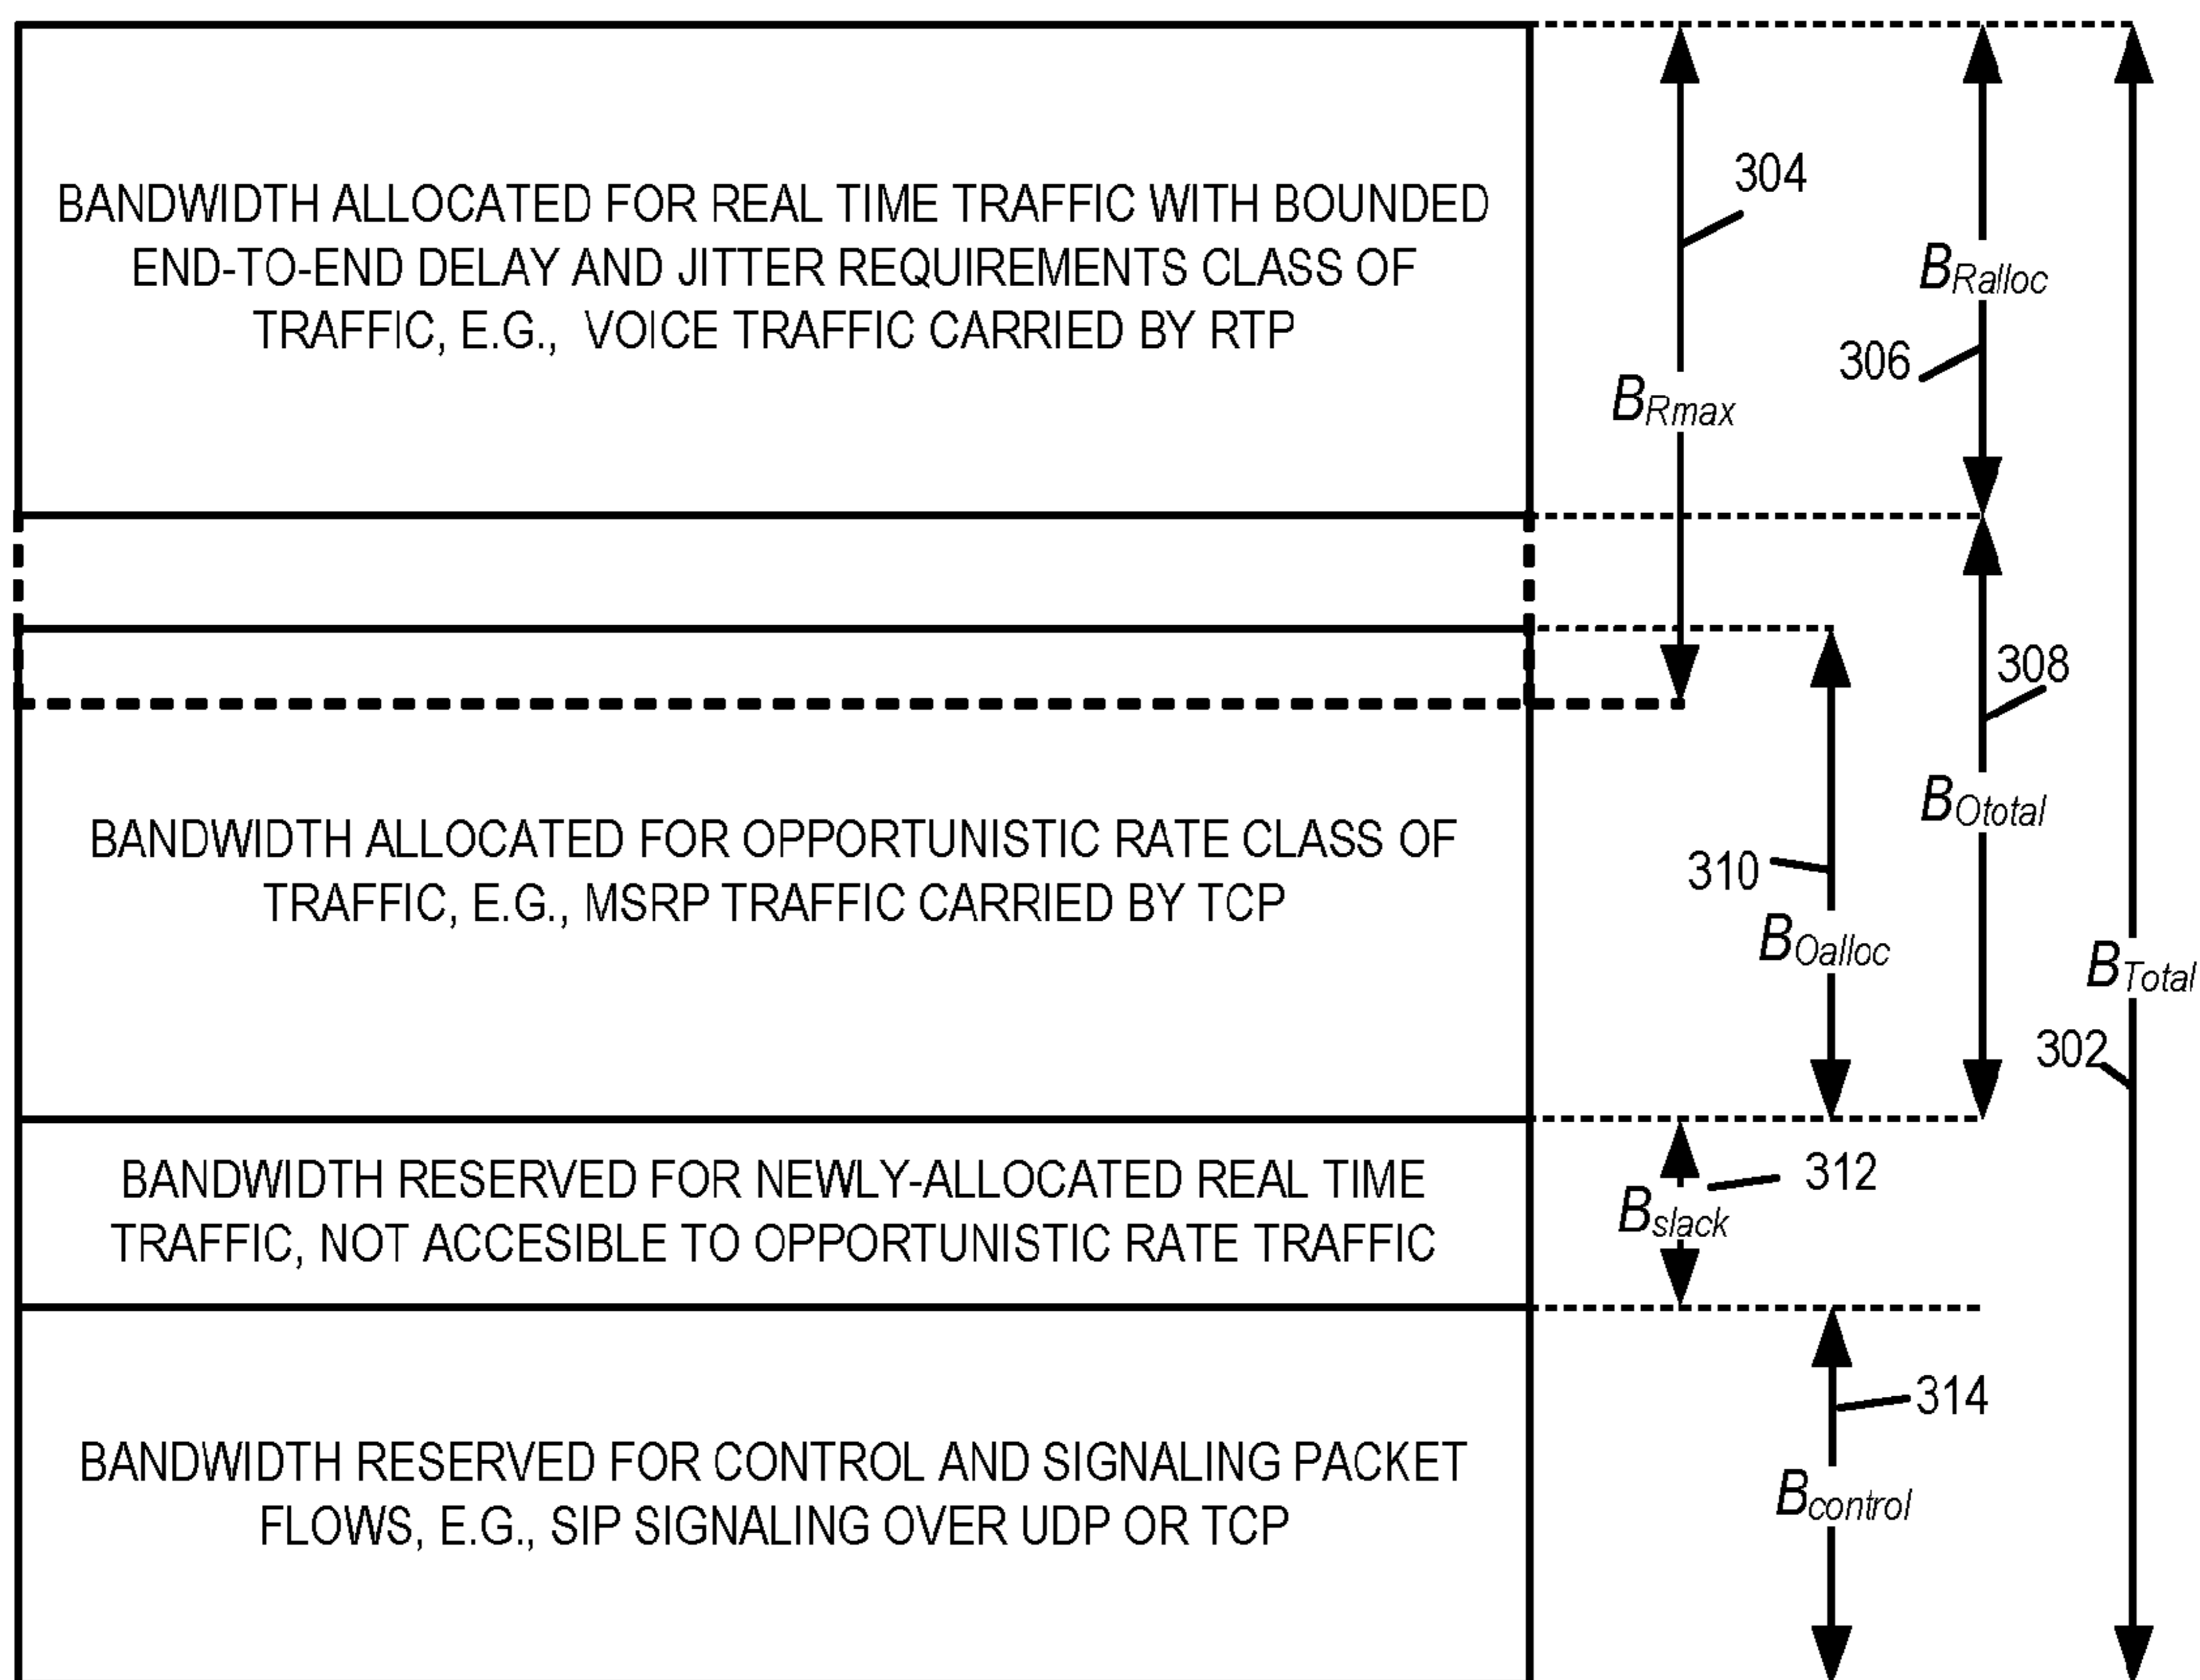 BANDWIDTH ALLOCATED FOR REAL TIME TRAFFIC WITH BOUNDED
END-TO-END DELAY AND JITTER REQUIREMENTS CLASS OF
TRAFFIC, E.G., VOICE TRAFFIC CARRIED BY RTP
304
BRalloc
306
BRmax
308
BOtotal
BANDWIDTH ALLOCATED FOR OPPORTUNISTIC RATE CLASS OF
TRAFFIC, E.G., MSRP TRAFFIC CARRIED BY TCP
310
BOalloc
BTotal
302
BANDWIDTH RESERVED FOR NEWLY-ALLOCATED REAL TIME
TRAFFIC, NOT ACCESIBLE TO OPPORTUNISTIC RATE TRAFFIC
312
Bslack
314
BANDWIDTH RESERVED FOR CONTROL AND SIGNALING PACKET
FLOWS, E.G., SIP SIGNALING OVER UDP OR TCP
Bcontrol